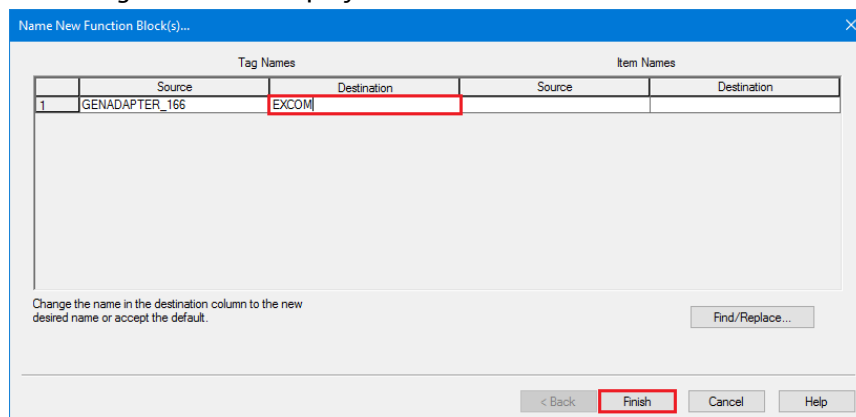 Name New Function Block(s)...
Tag Names Item Names
Source Destination Source Destination
1 GENADAPTER_166 EXCOM
Change the name in the destination column to the new
desired name or accept the default.
Find/Replace...
< Back Finish Cancel Help